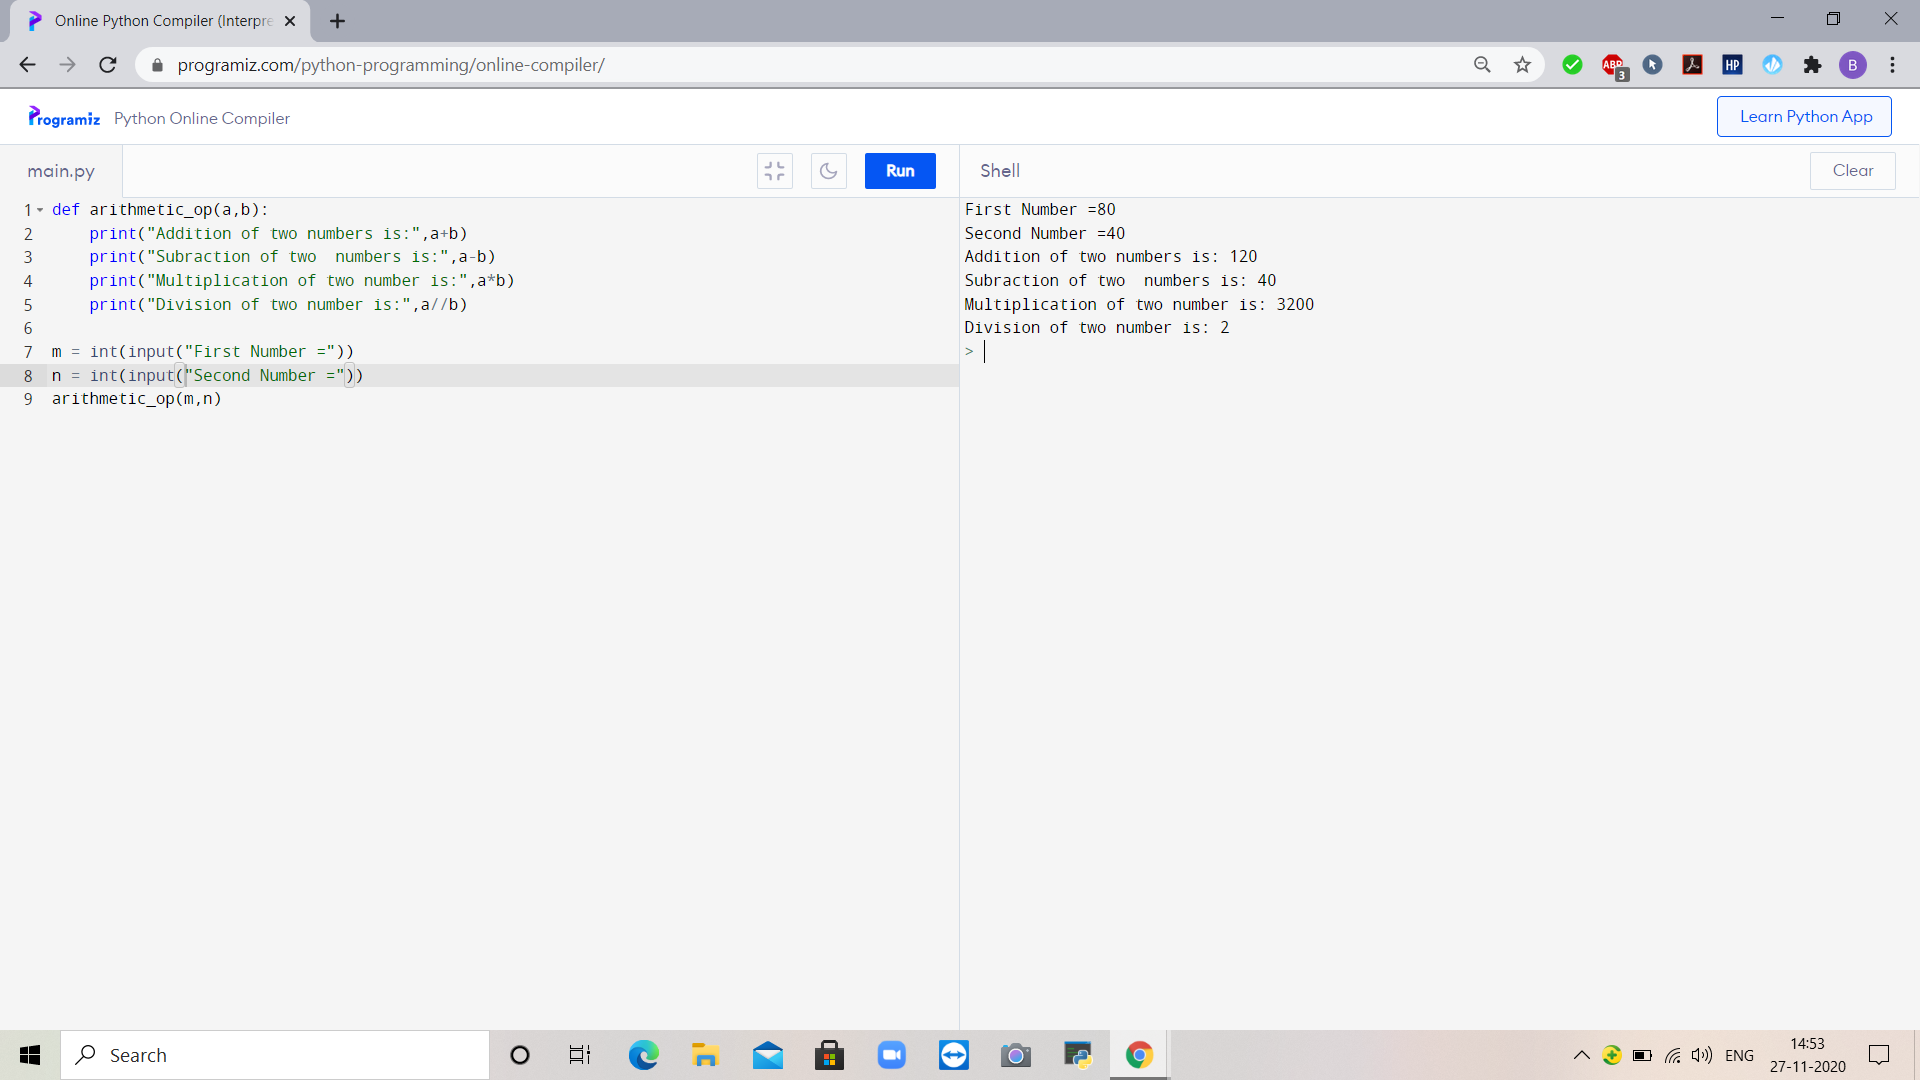 Online Python Compiler (Interpre
programiz.com/python-programming/online-compiler/
ABP
3
HP
B
Programiz
Python Online Compiler
Learn Python App
main.py
Run
Shell
Clear
1 def arithmetic_op(a,b):
2     print("Addition of two numbers is:",a+b)
3     print("Subraction of two  numbers is:",a-b)
4     print("Multiplication of two number is:",a*b)
5     print("Division of two number is:",a//b)
6
7 m = int(input("First Number ="))
8 n = int(input("Second Number ="))
9 arithmetic_op(m,n)
First Number =80
Second Number =40
Addition of two numbers is: 120
Subraction of two  numbers is: 40
Multiplication of two number is: 3200
Division of two number is: 2
>
Search
ENG
14:53
27-11-2020